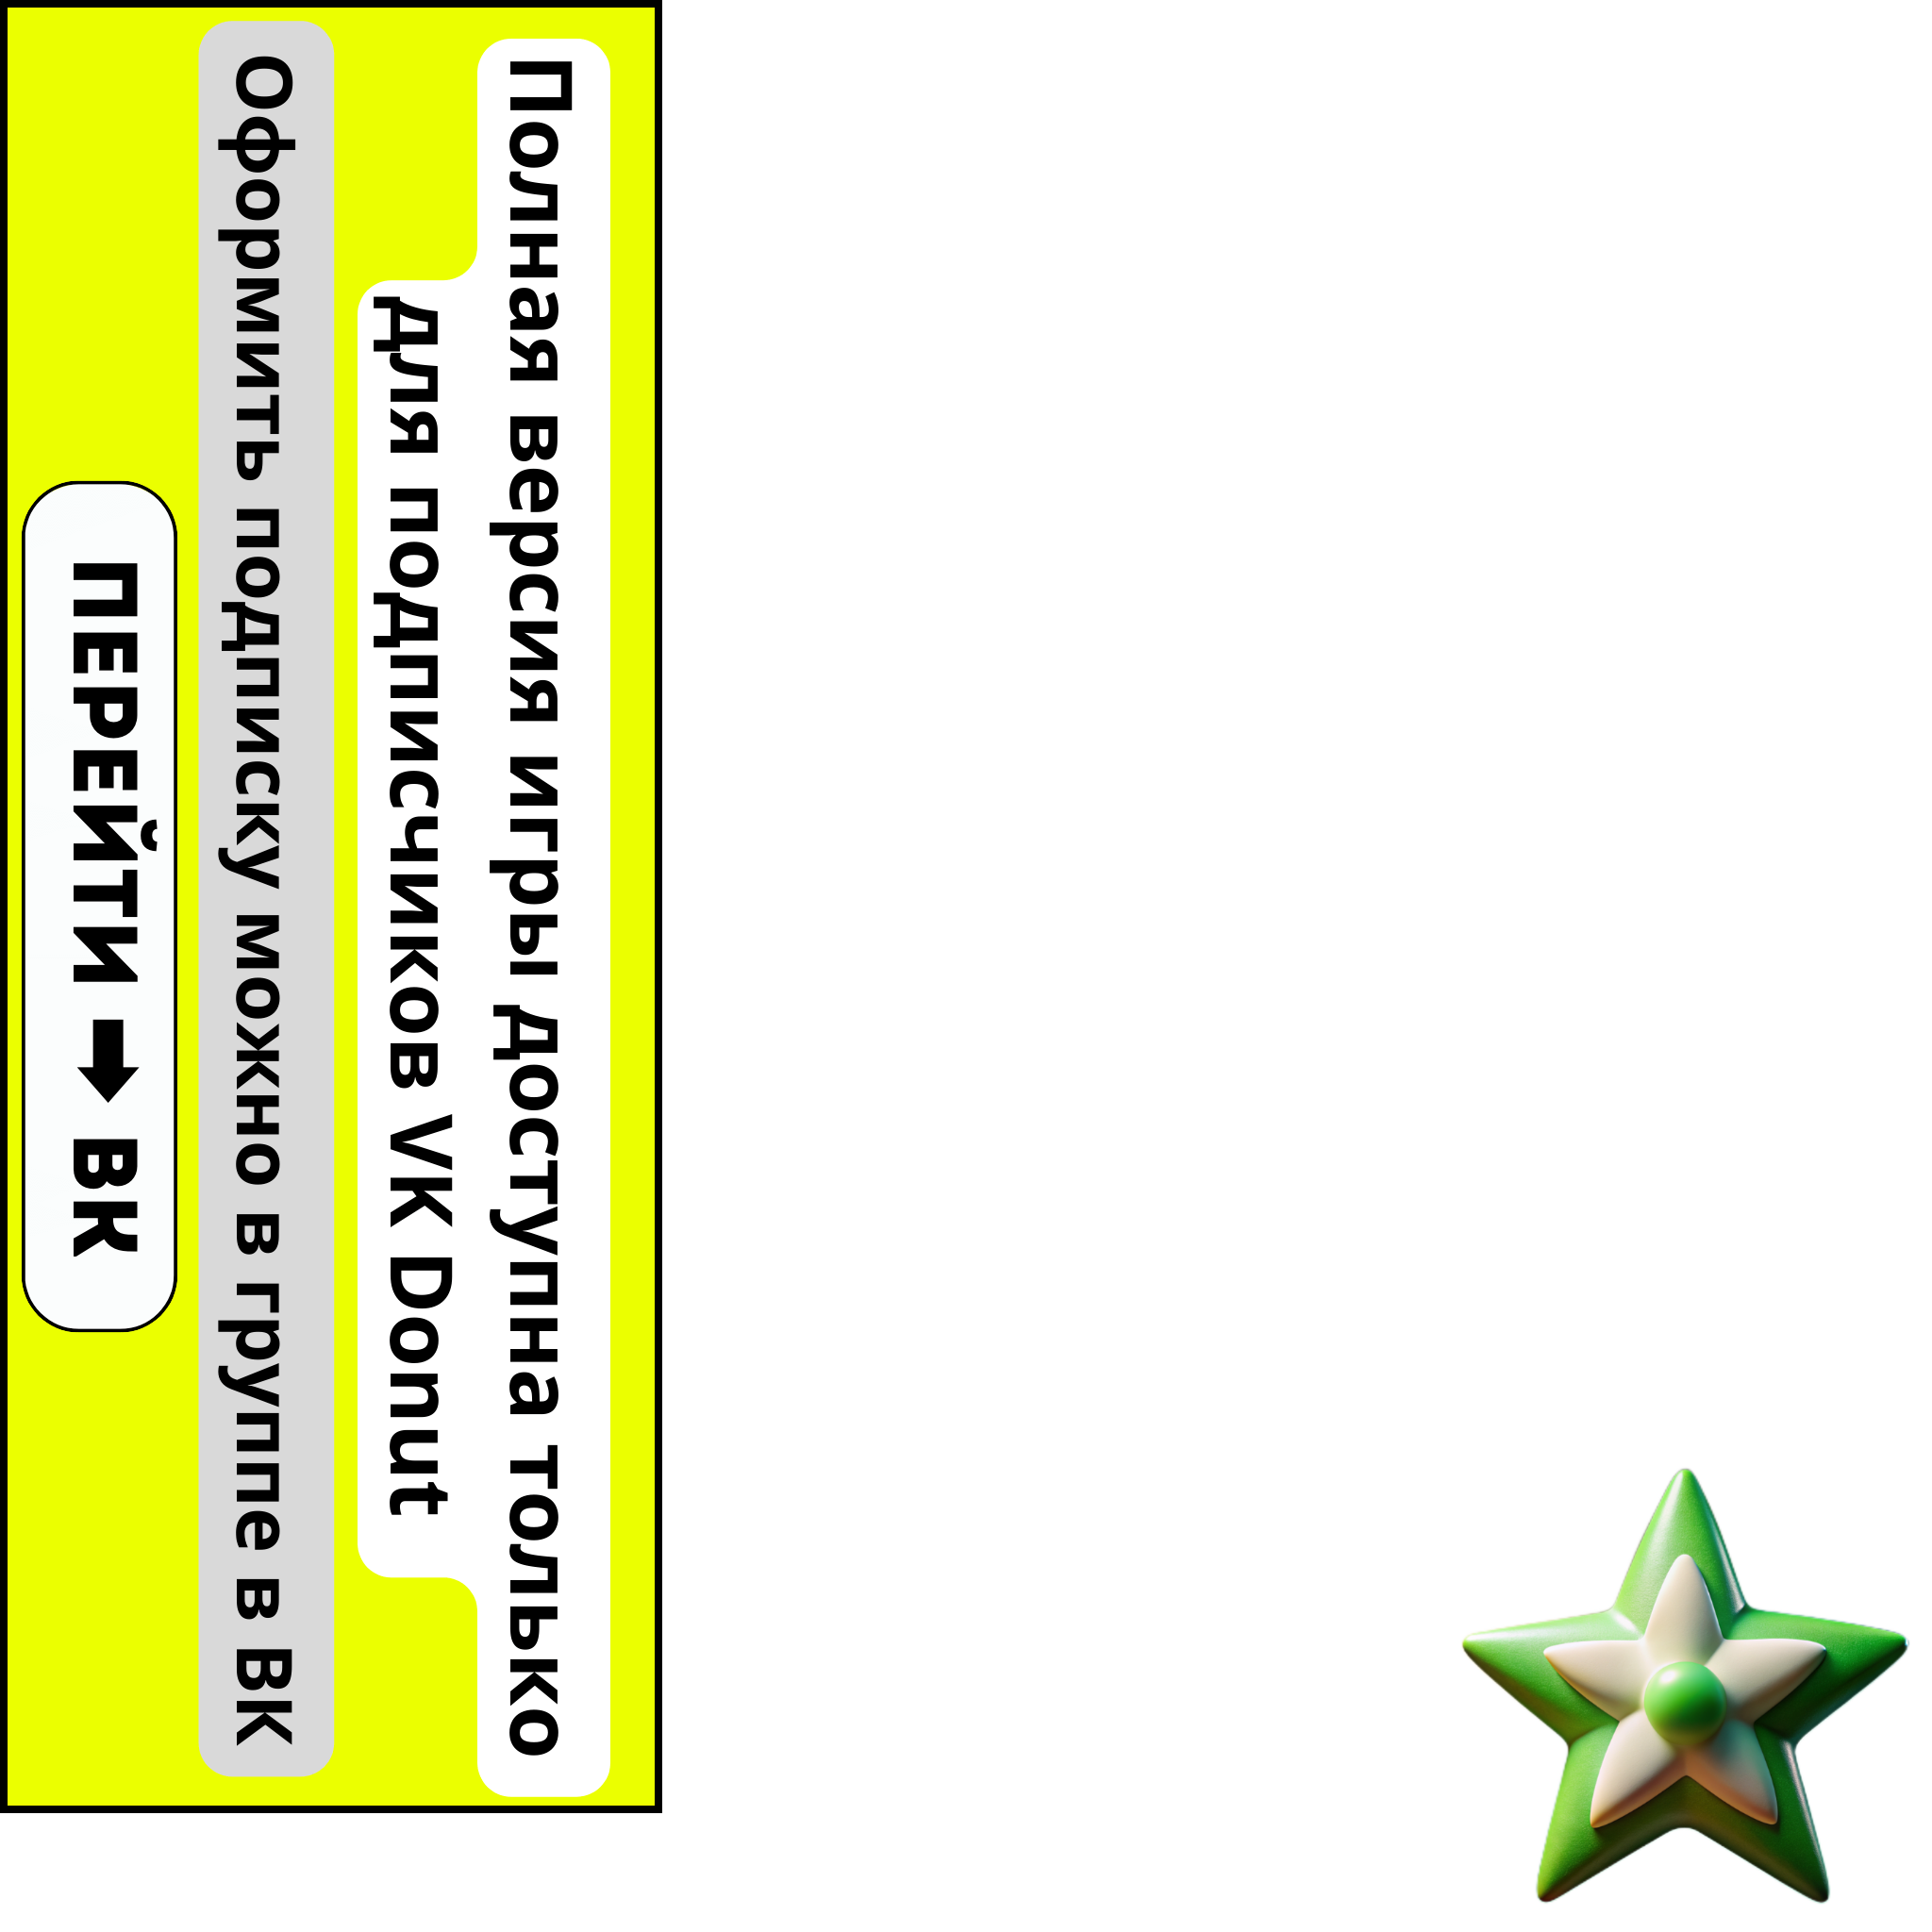 Полная версия игры доступна только
для подписчиков VK Donut
Оформить подписку можно в группе в ВК
ПЕРЕЙТИ ➡ ВК